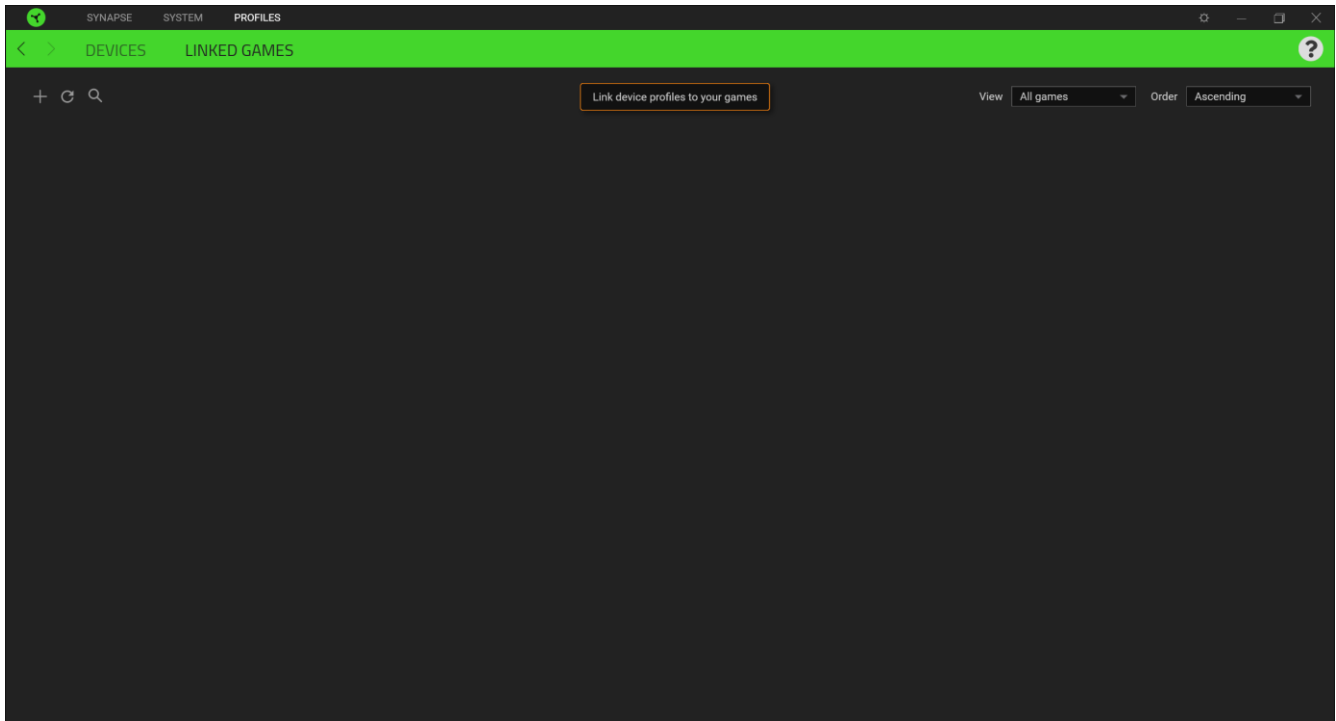 SYNAPSE SYSTEM PROFILES
DEVICES LINKED GAMES ?
Link device profiles to your games View All games Order Ascending